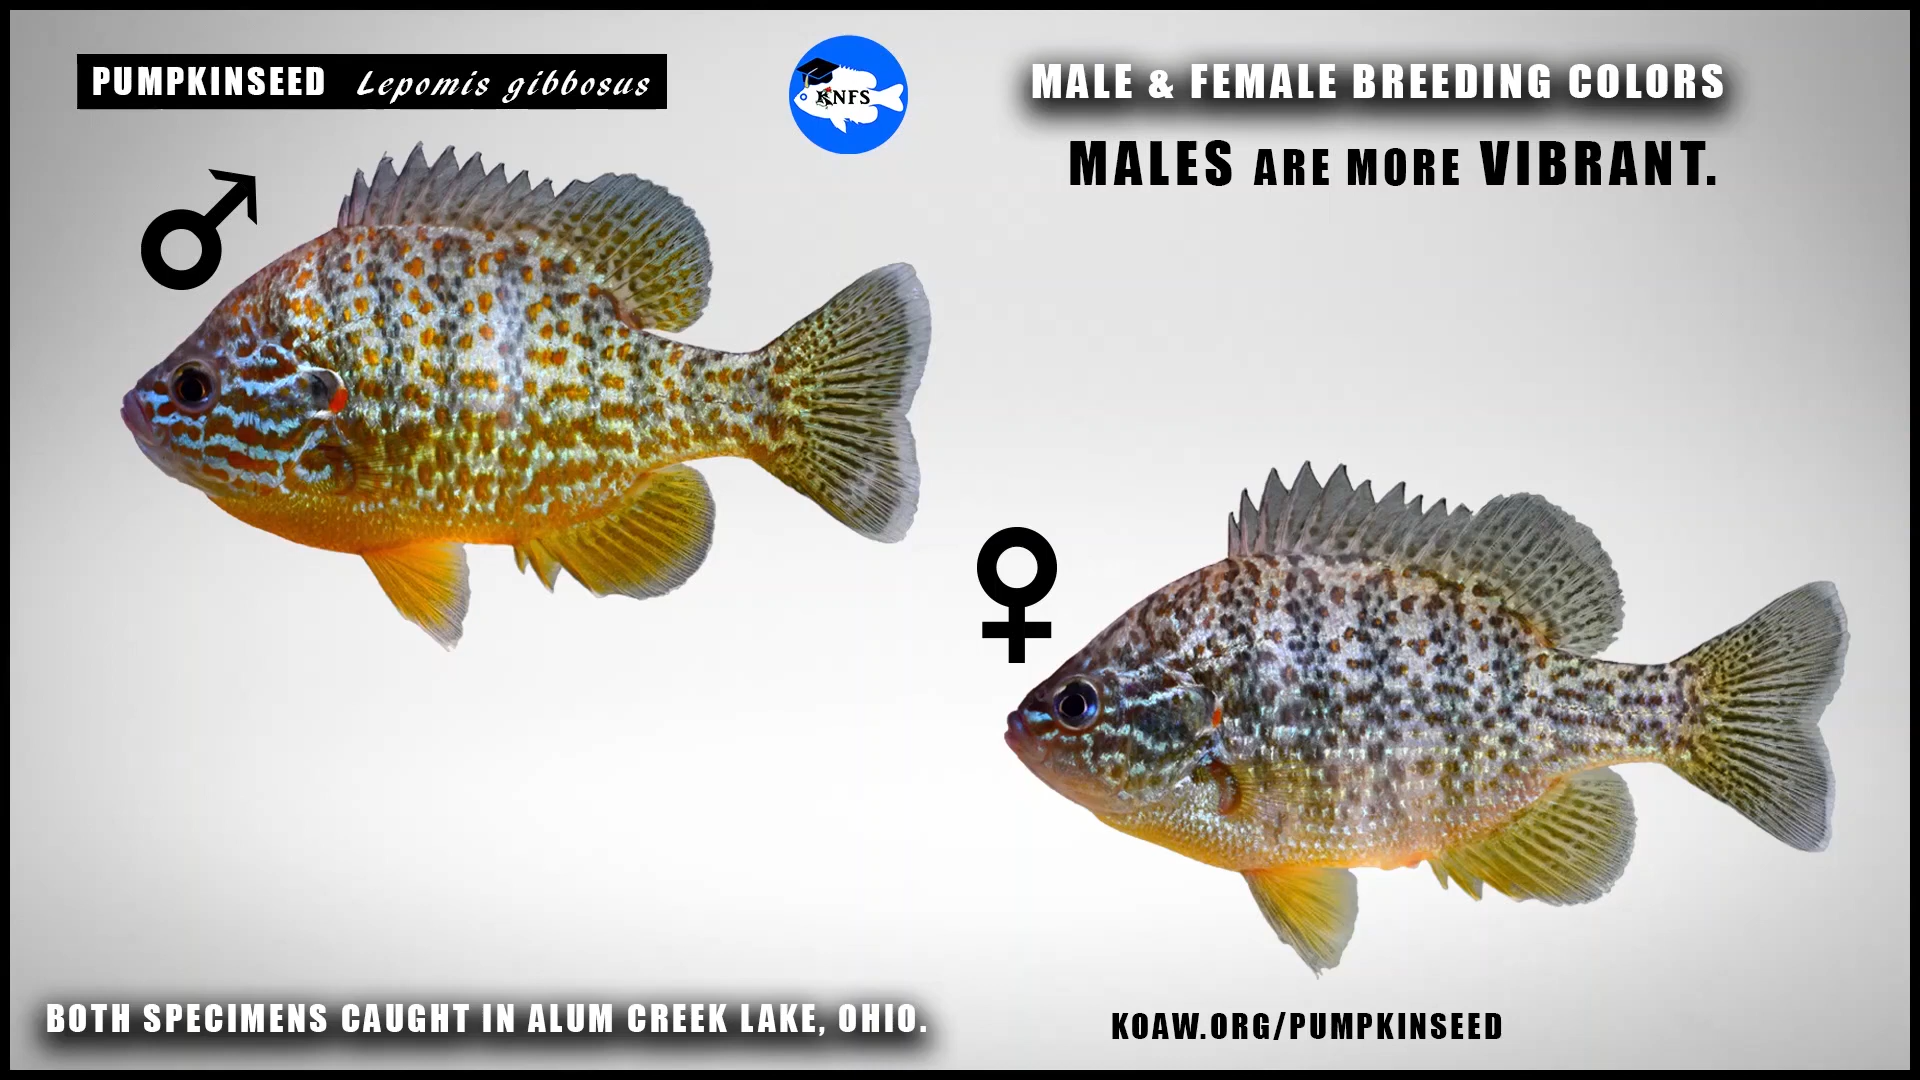 PUMPKINSEED Lepomis gibbosus
KNFS
MALE & FEMALE BREEDING COLORS
MALES ARE MORE VIBRANT.
BOTH SPECIMENS CAUGHT IN ALUM CREEK LAKE, OHIO.
KOAW.ORG/PUMPKINSEED